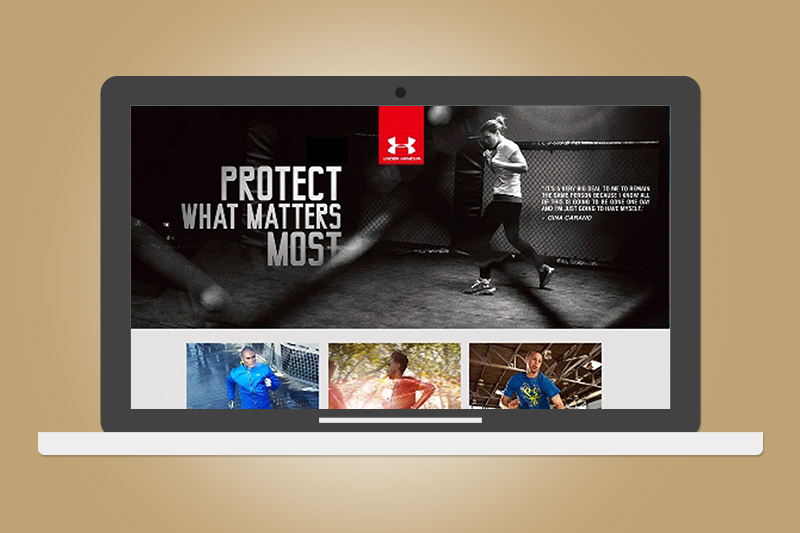 UNDER ARMOUR
PROTECT
WHAT MATTERS
MOST
"IT'S A VERY BIG DEAL TO ME TO REMAIN
THE SAME PERSON BECAUSE I KNOW ALL
OF THIS IS GOING TO BE GONE ONE DAY
AND I'M JUST GOING TO HAVE MYSELF."
GINA CARANO